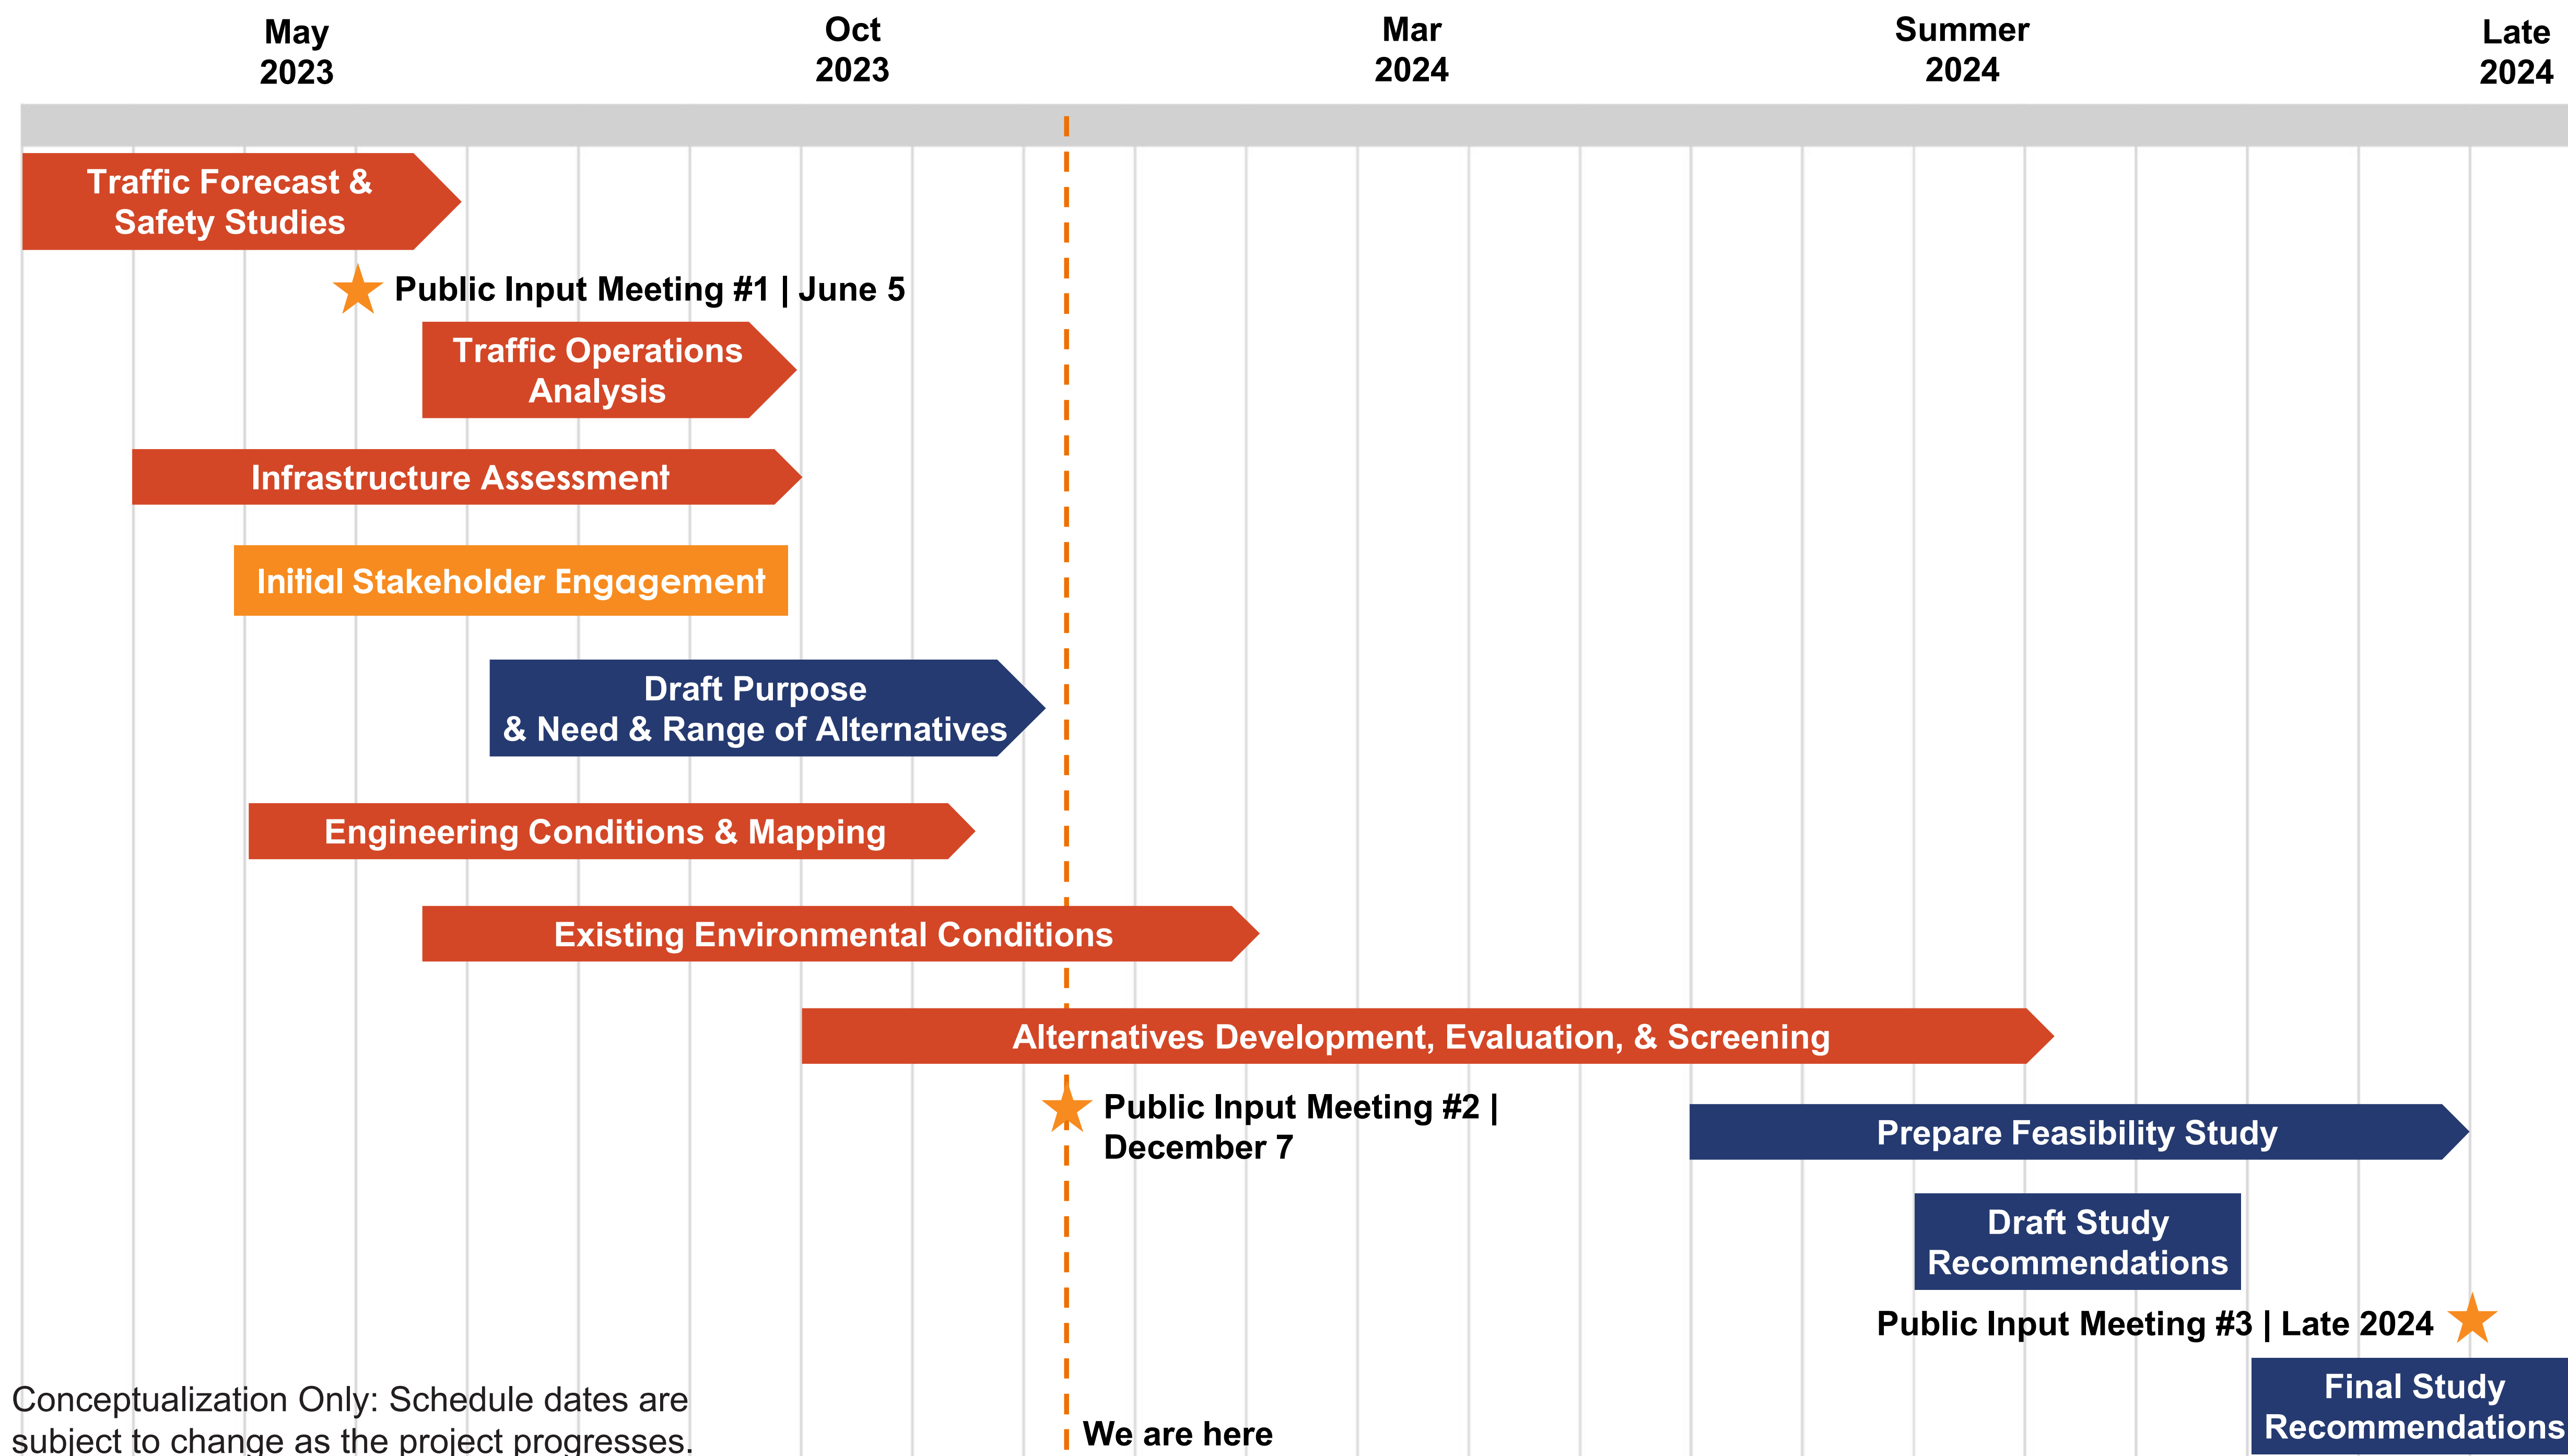 May
2023
Oct
2023
Mar
2024
Summer
2024
Late
2024
Traffic Forecast &
Safety Studies
Public Input Meeting #1 | June 5
Traffic Operations
Analysis
Infrastructure Assessment
Initial Stakeholder Engagement
Draft Purpose
& Need & Range of Alternatives
Engineering Conditions & Mapping
Existing Environmental Conditions
Alternatives Development, Evaluation, & Screening
Public Input Meeting #2 |
December 7
Prepare Feasibility Study
Draft Study
Recommendations
Public Input Meeting #3 | Late 2024
Final Study
Recommendations
Conceptualization Only: Schedule dates are
subject to change as the project progresses.
We are here